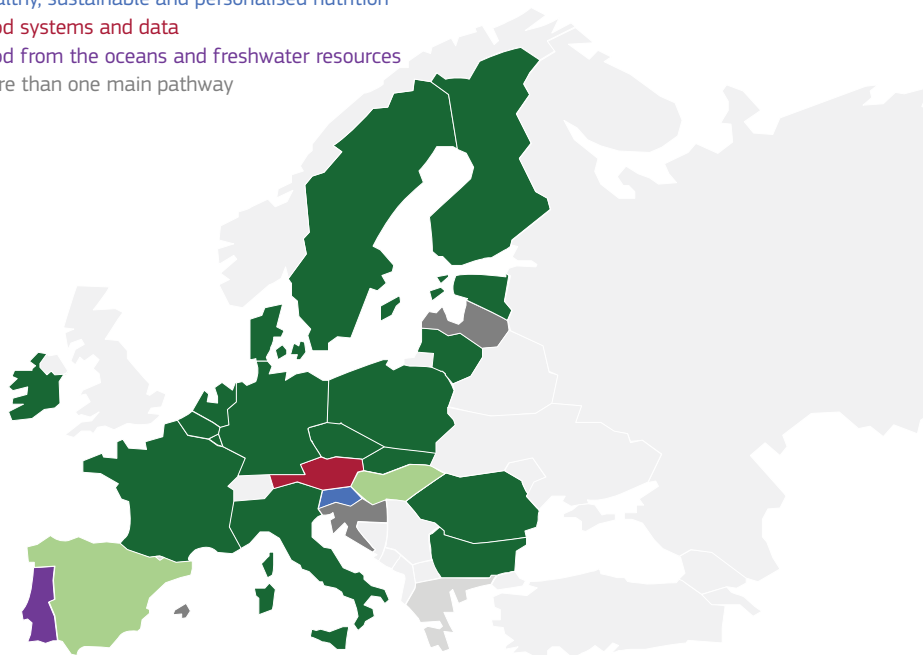 althy, sustainable and personalised nutrition
od systems and data
od from the oceans and freshwater resources
re than one main pathway